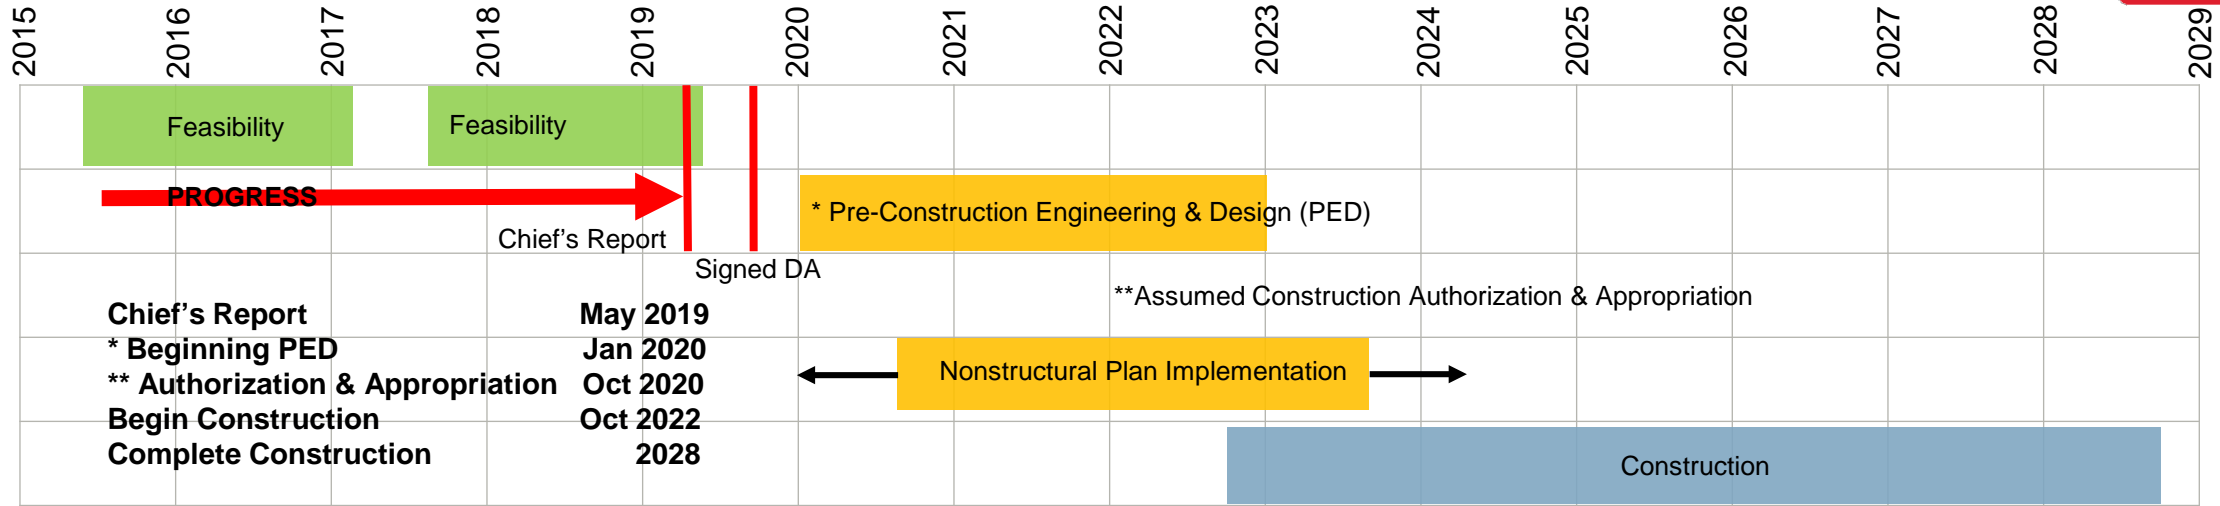 2015 2016 2017 2018 2019 2020 2021 2022 2023 2024 2025 2026 2027 2028 2029
Feasibility Feasibility
PROGRESS
* Pre-Construction Engineering & Design (PED)
Chief’s Report
Signed DA
**Assumed Construction Authorization & Appropriation
Chief’s Report May 2019
* Beginning PED Jan 2020
** Authorization & Appropriation Oct 2020
Begin Construction Oct 2022
Complete Construction 2028
Nonstructural Plan Implementation
Construction